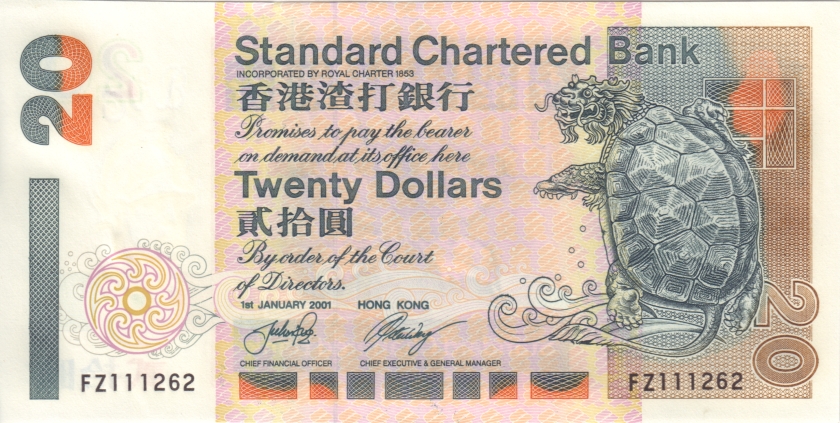 20
Standard Chartered Bank
INCORPORATED BY ROYAL CHARTER 1853
香港渣打銀行
Promises to pay the bearer
on demand at its office here
Twenty Dollars
貳拾圓
By order of the Court
of Directors.
1ST JANUARY 2001 HONG KONG
CHIEF FINANCIAL OFFICER CHIEF EXECUTIVE & GENERAL MANAGER
FZ111262
FZ111262
20